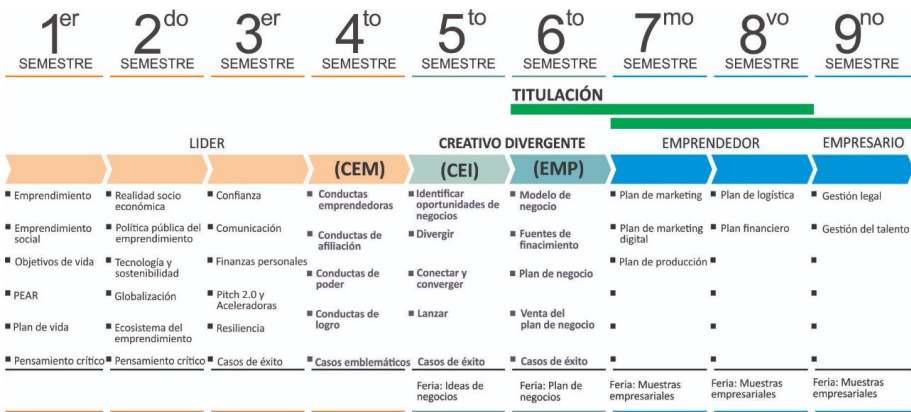 1er 2do 3er 4to 5to 6to 7mo 8vo 9no
SEMESTRE SEMESTRE SEMESTRE SEMESTRE SEMESTRE SEMESTRE SEMESTRE SEMESTRE SEMESTRE
TITULACIÓN
LIDER CREATIVO DIVERGENTE EMPRENDEDOR EMPRESARIO
(CEM) (CEI) (EMP)
▪ Emprendimiento
▪ Emprendimiento
social
▪ Objetivos de vida
▪ PEAR
▪ Plan de vida
▪ Pensamiento crítico
▪ Realidad socio
económica
▪ Política pública del
emprendimiento
▪ Tecnología y
sostenibilidad
▪ Globalización
▪ Ecosistema del
emprendimiento
▪ Pensamiento crítico
▪ Confianza
▪ Comunicación
▪ Finanzas personales
▪ Pitch 2.0 y
Aceleradoras
▪ Resiliencia
▪ Casos de éxito
▪ Conductas
emprendedoras
▪ Conductas de
afiliación
▪ Conductas de
poder
▪ Conductas de
logro
▪ Casos emblemáticos
▪ Identificar
oportunidades de
negocios
▪ Divergir
▪ Conectar y
converger
▪ Lanzar
▪ Casos de éxito
Feria: Ideas de
negocios
▪ Modelo de
negocio
▪ Fuentes de
finacimiento
▪ Plan de negocio
▪ Venta del
plan de negocio
▪ Casos de éxito
Feria: Plan de
negocios
▪ Plan de marketing
▪ Plan de marketing
digital
▪ Plan de producción
Feria: Muestras
empresariales
▪ Plan de logística
▪ Plan financiero
Feria: Muestras
empresariales
▪ Gestión legal
▪ Gestión del talento
Feria: Muestras
empresariales